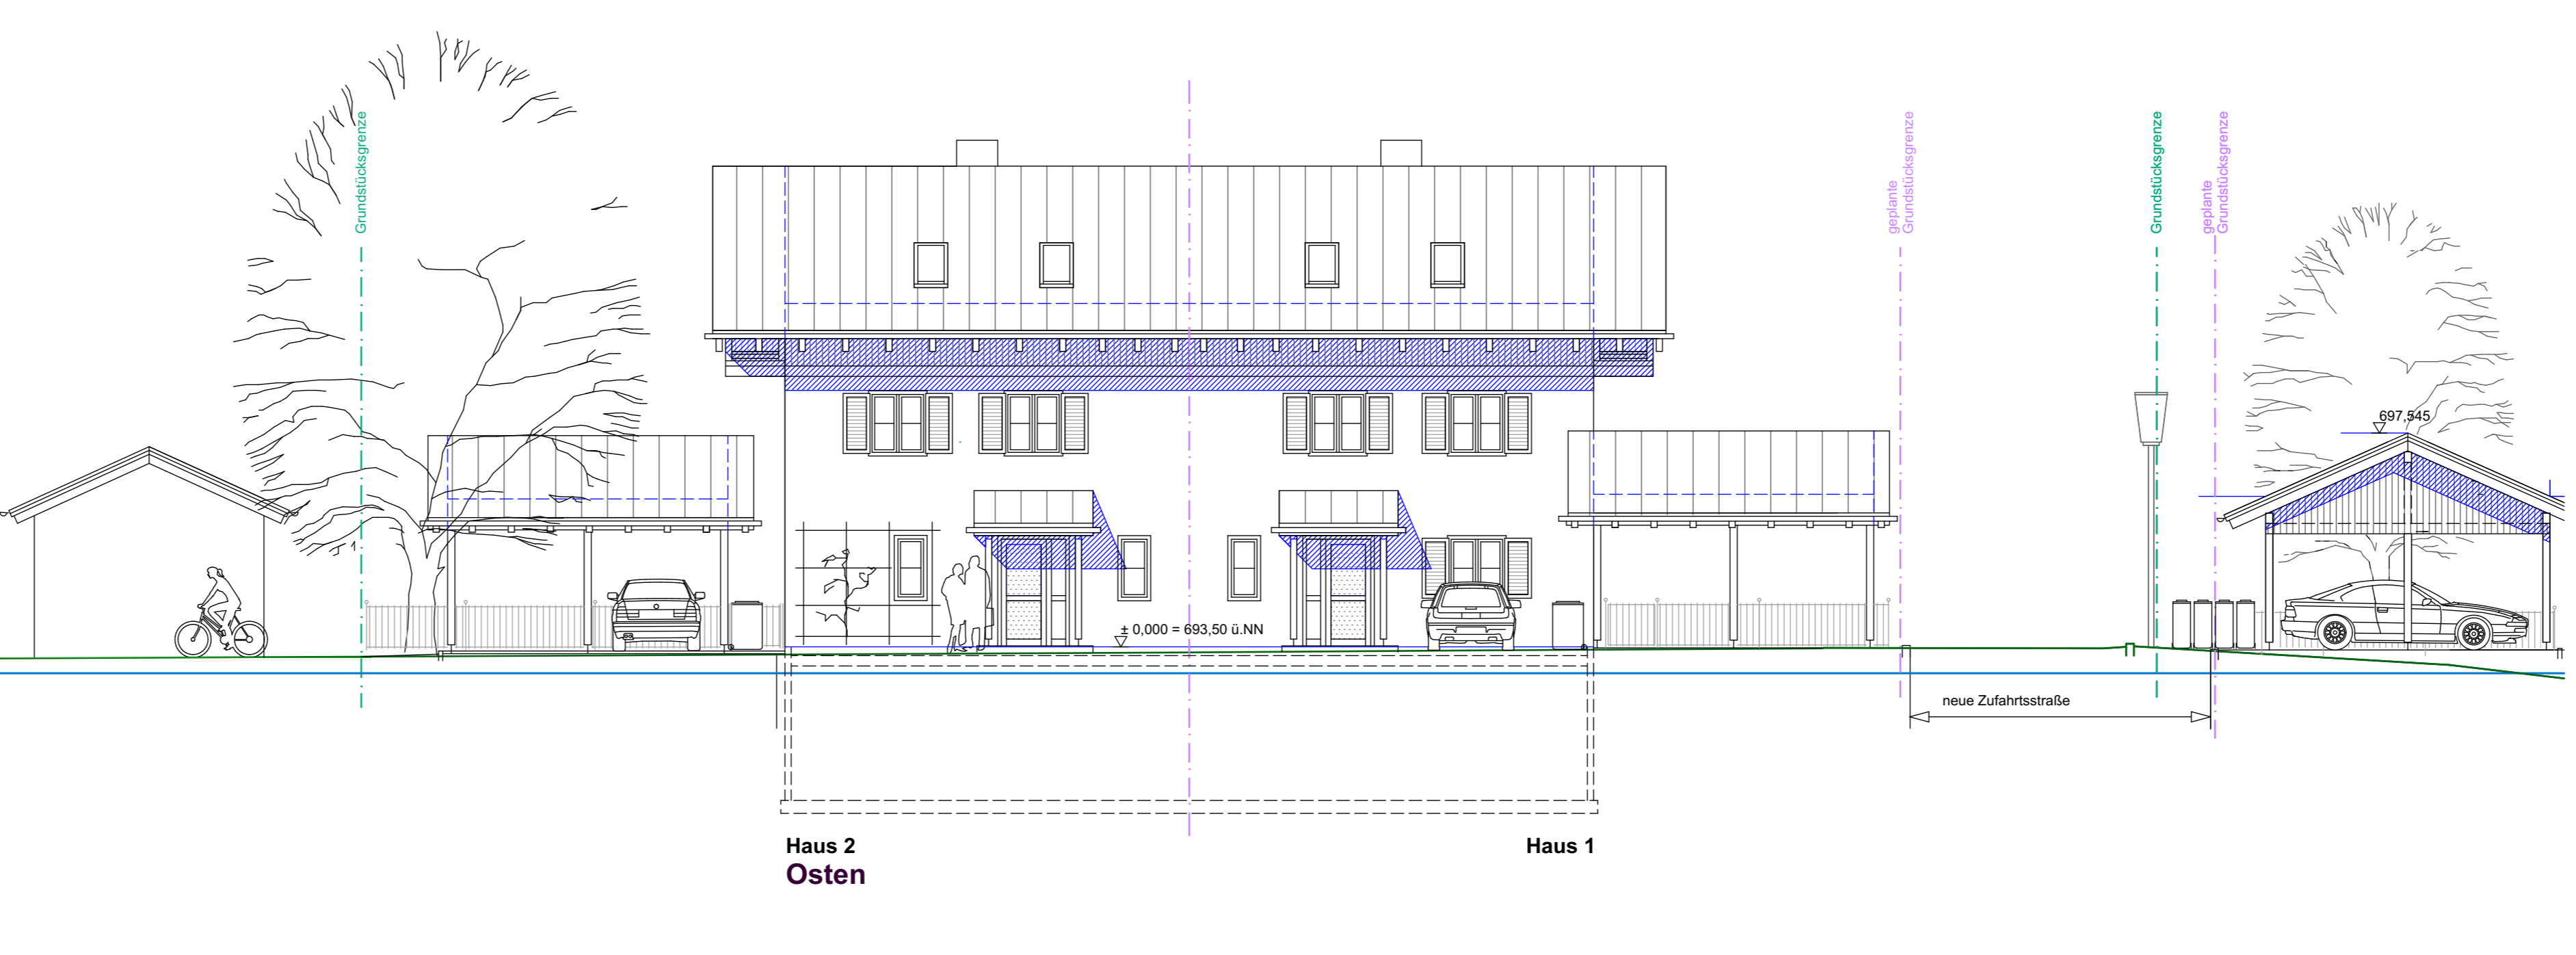 Grundstücksgrenze
geplante
Grundstücksgrenze
Grundstücksgrenze
geplante
Grundstücksgrenze
697,545
± 0,000 = 693,50 ü.NN
neue Zufahrtsstraße
Haus 2
Haus 1
Osten